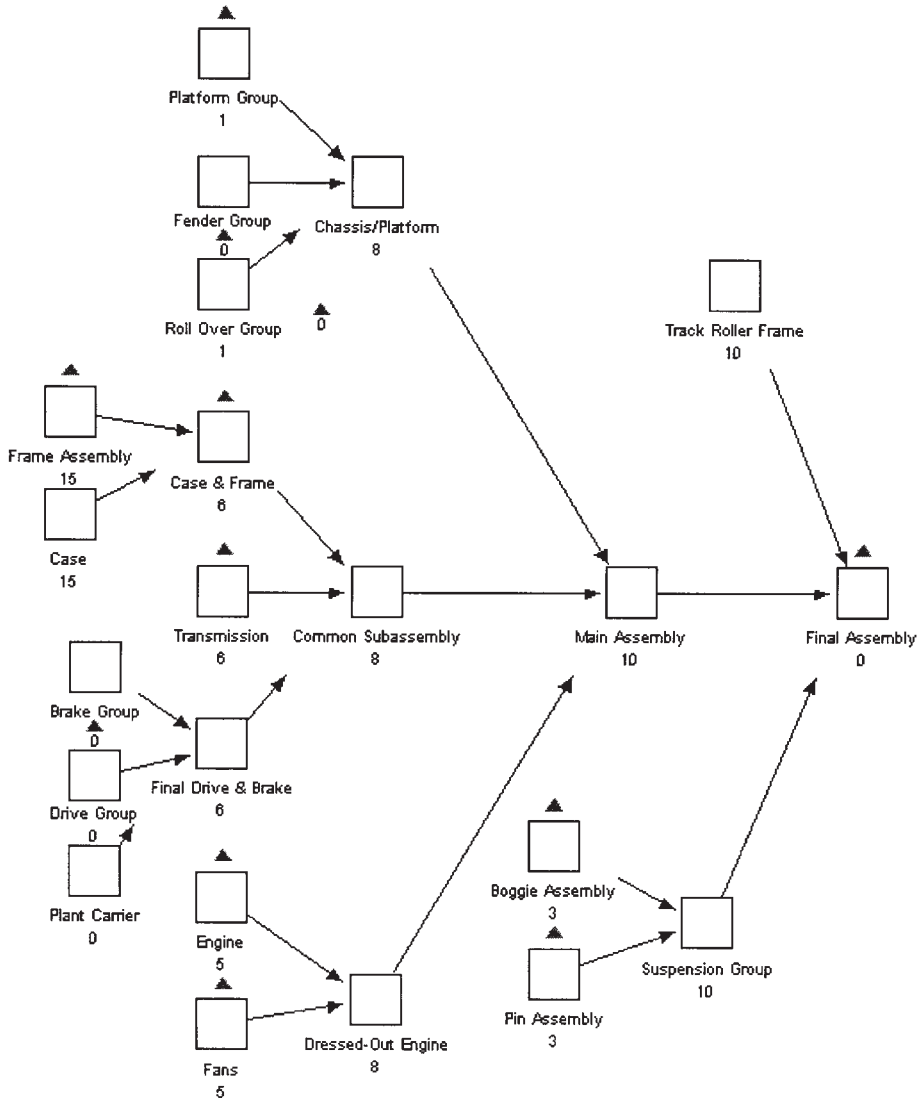 Platform Group
1
Fender Group
0
Chassis/Platform
8
Roll Over Group
1
0
Track Roller Frame
10
Frame Assembly
15
Case & Frame
6
Case
15
Transmission
6
Common Subassembly
8
Main Assembly
10
Final Assembly
0
Brake Group
0
Final Drive & Brake
6
Drive Group
0
Plant Carrier
0
Boggie Assembly
3
Engine
5
Suspension Group
10
Pin Assembly
3
Dressed-Out Engine
8
Fans
5